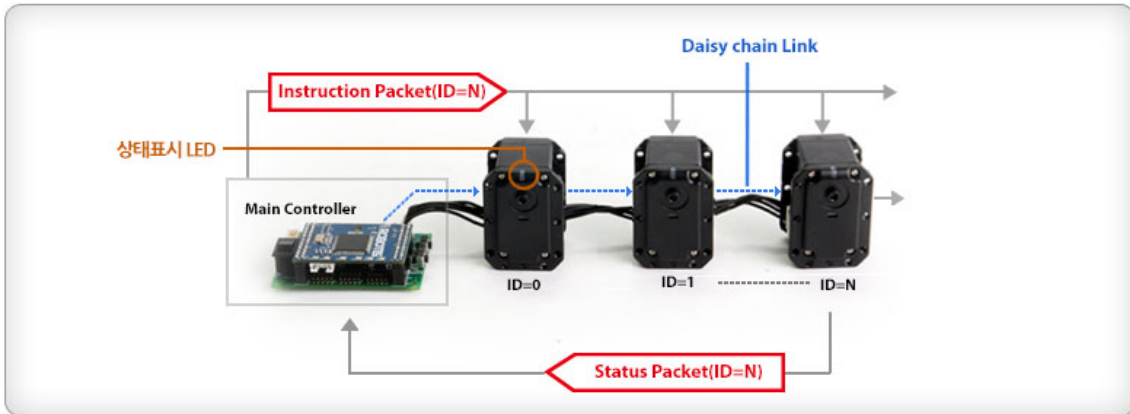 Daisy chain Link
Instruction Packet(ID=N)
상태표시 LED
Main Controller
ROBOTIS
ID=0
ID=1
ID=N
Status Packet(ID=N)